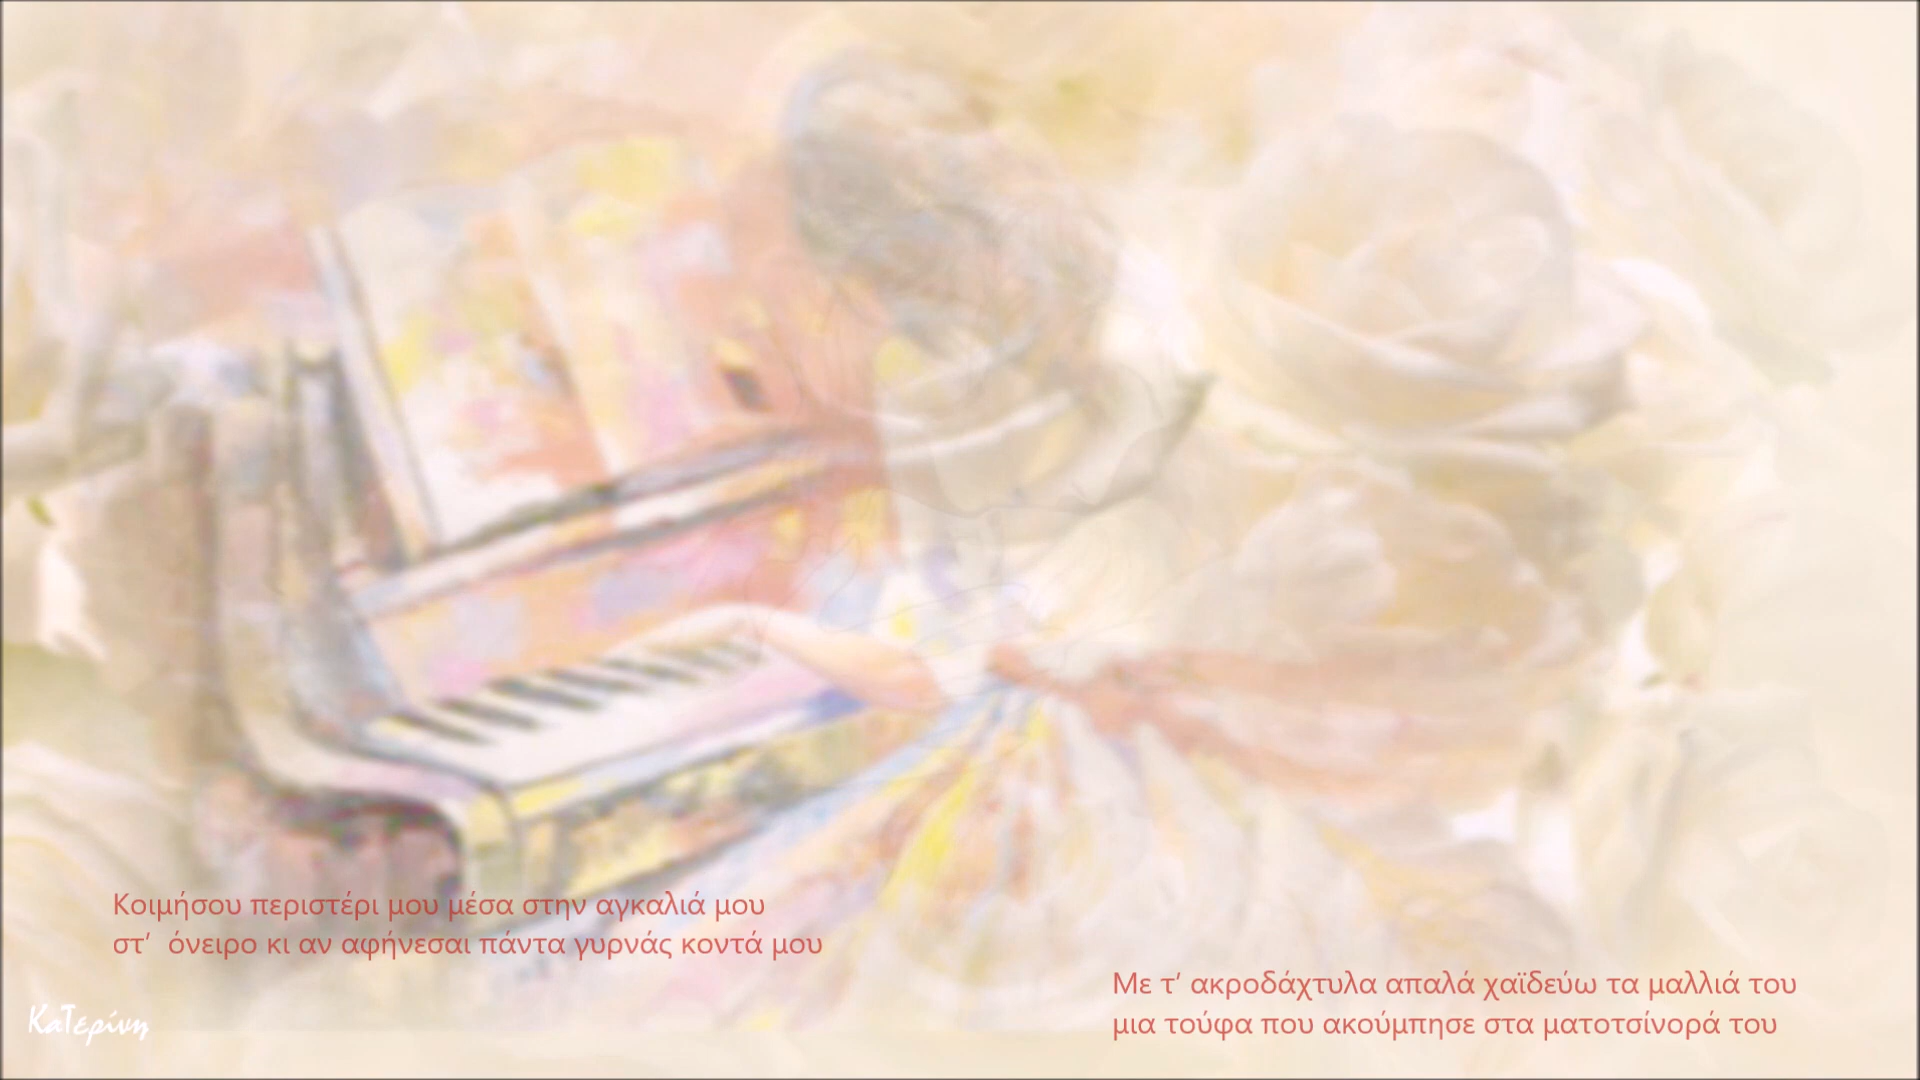 Κοιμήσου περιστέρι μου μέσα στην αγκαλιά μου
στ’ όνειρο κι αν αφήνεσαι πάντα γυρνάς κοντά μου
Με τ’ ακροδάχτυλα απαλά χαϊδεύω τα μαλλιά του
μια τούφα που ακούμπησε στα ματοτσίνορά του
ΚαΤερίνη